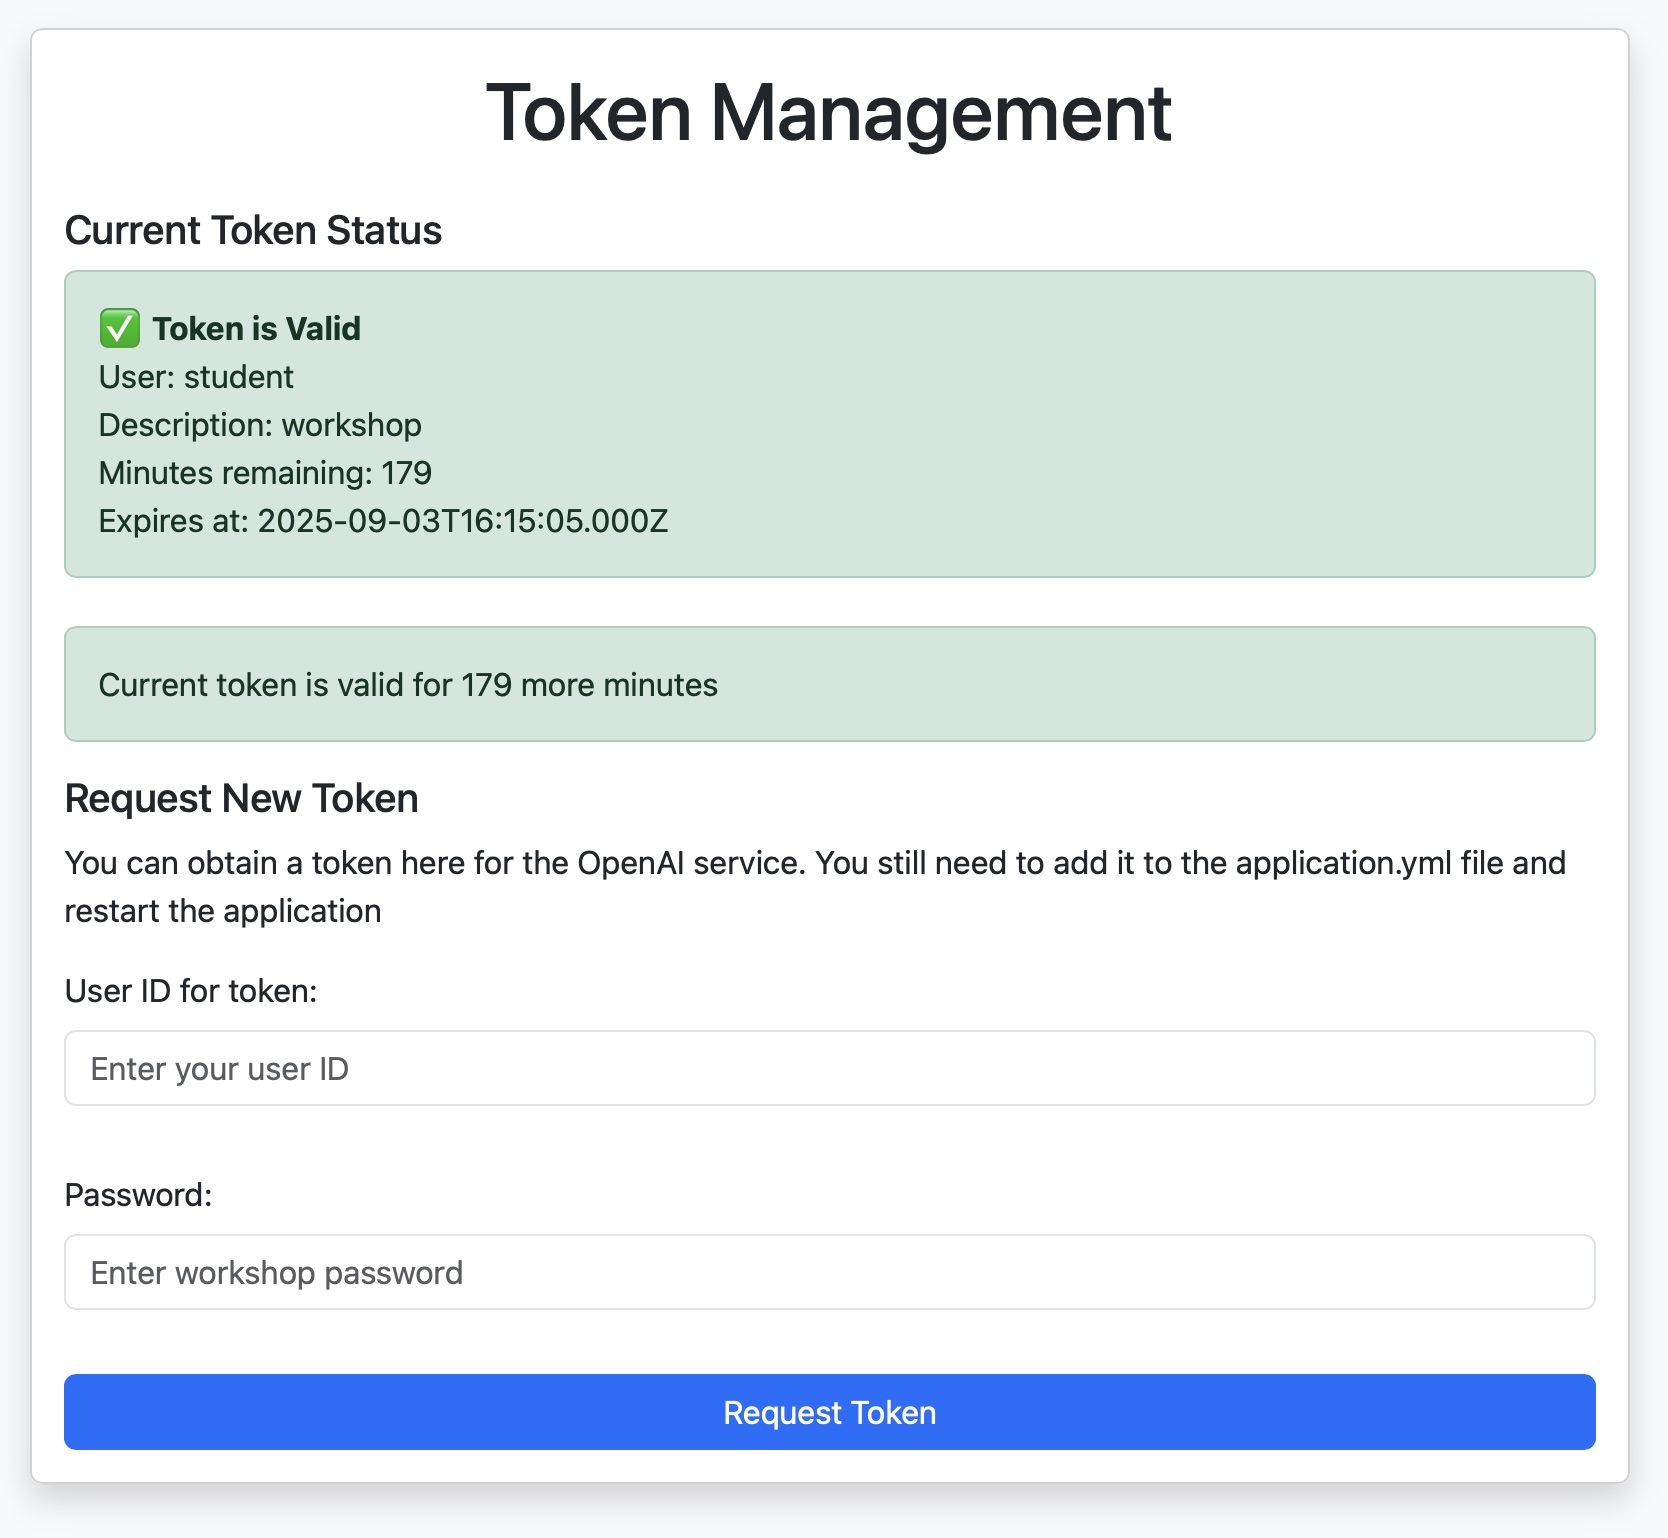 Token Management
Current Token Status
✅ Token is Valid
User: student
Description: workshop
Minutes remaining: 179
Expires at: 2025-09-03T16:15:05.000Z
Current token is valid for 179 more minutes
Request New Token
You can obtain a token here for the OpenAI service. You still need to add it to the application.yml file and
restart the application
User ID for token:
Enter your user ID
Password:
Enter workshop password
Request Token